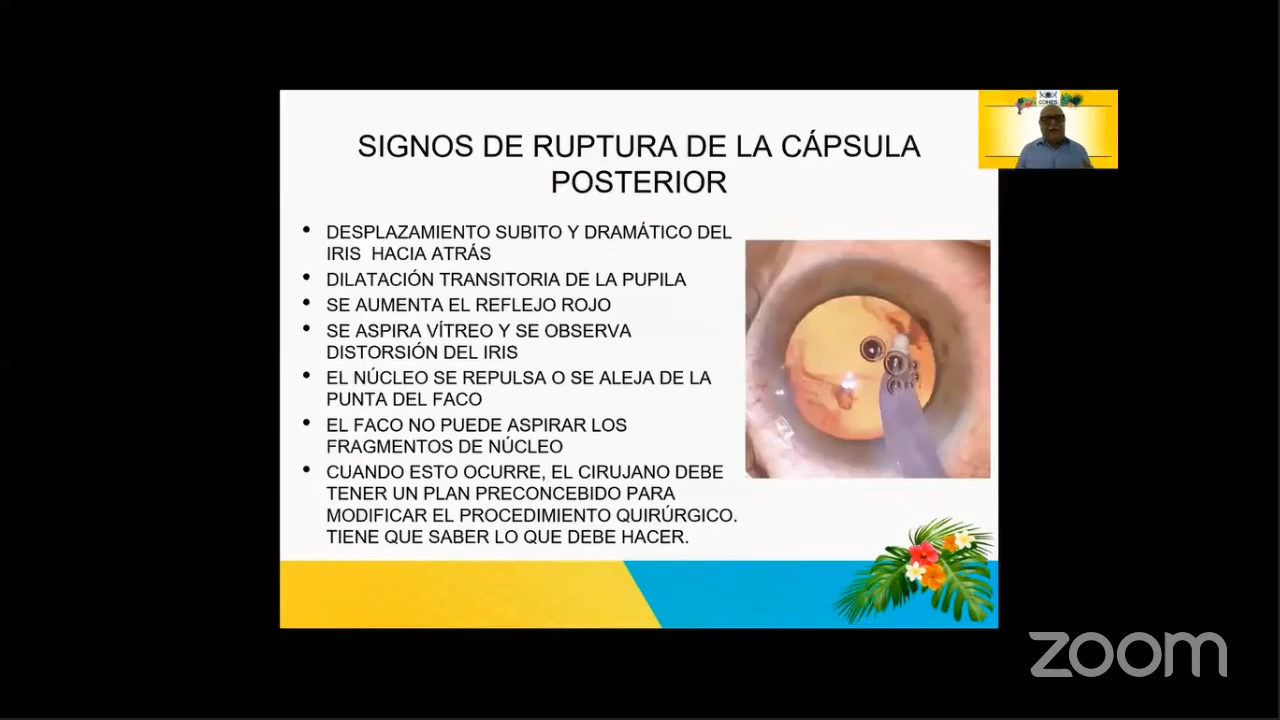 SIGNOS DE RUPTURA DE LA CÁPSULA
POSTERIOR
• DESPLAZAMIENTO SUBITO Y DRAMÁTICO DEL
IRIS HACIA ATRÁS
• DILATACIÓN TRANSITORIA DE LA PUPILA
• SE AUMENTA EL REFLEJO ROJO
• SE ASPIRA VÍTREO Y SE OBSERVA
DISTORSIÓN DEL IRIS
• EL NÚCLEO SE REPULSA O SE ALEJA DE LA
PUNTA DEL FACO
• EL FACO NO PUEDE ASPIRAR LOS
FRAGMENTOS DE NÚCLEO
• CUANDO ESTO OCURRE, EL CIRUJANO DEBE
TENER UN PLAN PRECONCEBIDO PARA
MODIFICAR EL PROCEDIMIENTO QUIRÚRGICO.
TIENE QUE SABER LO QUE DEBE HACER.
zoom